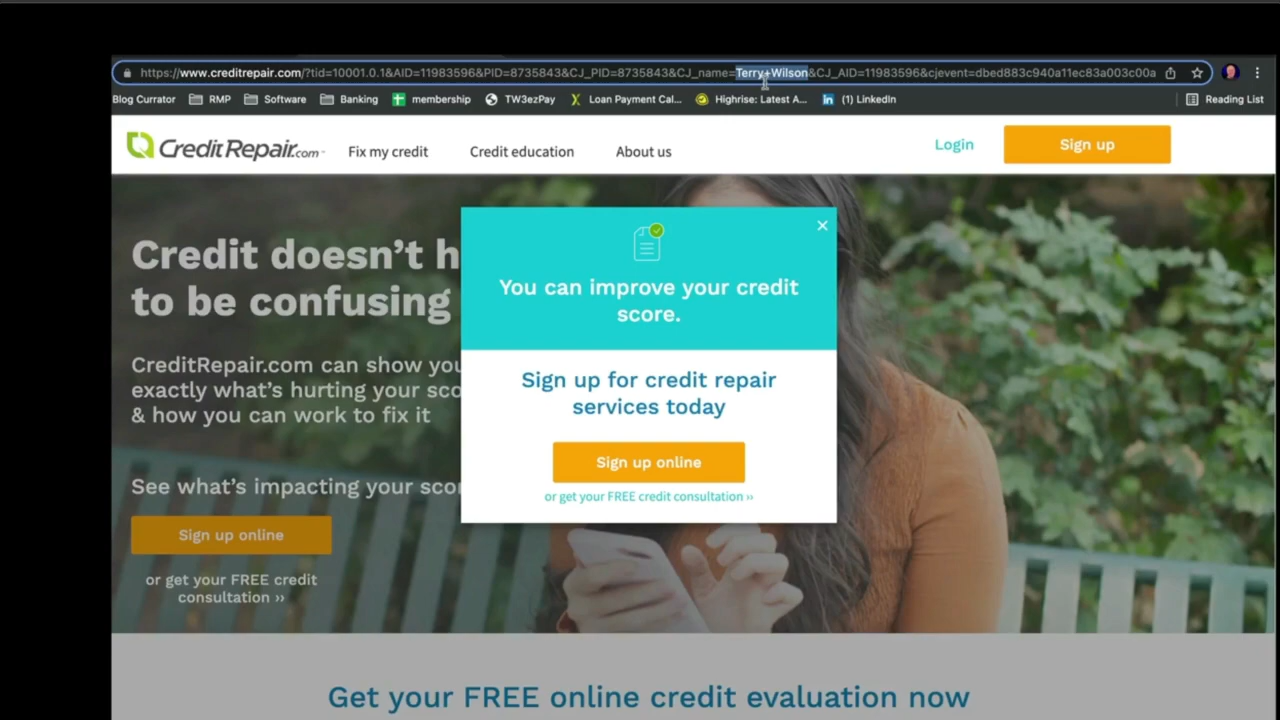 https://www.creditrepair.com/?tid=10001.0.1&AID=11983596&PID=8735843&CJ_PID=8735843&CJ_name=Terry+Wilson&CJ_AID=11983596&cjevent=dbed883c940a11ec83a003c00a
Blog Currator RMP Software Banking membership TW3ezPay Loan Payment Cal... Highrise: Latest A... (1) LinkedIn Reading List
CreditRepair.com Fix my credit Credit education About us Login Sign up
Credit doesn't h
to be confusing
CreditRepair.com can show you
exactly what's hurting your sco
& how you can work to fix it
See what's impacting your scor
Sign up online
or get your FREE credit
consultation ››
You can improve your credit
score.
Sign up for credit repair
services today
Sign up online
or get your FREE credit consultation ››
Get your FREE online credit evaluation now